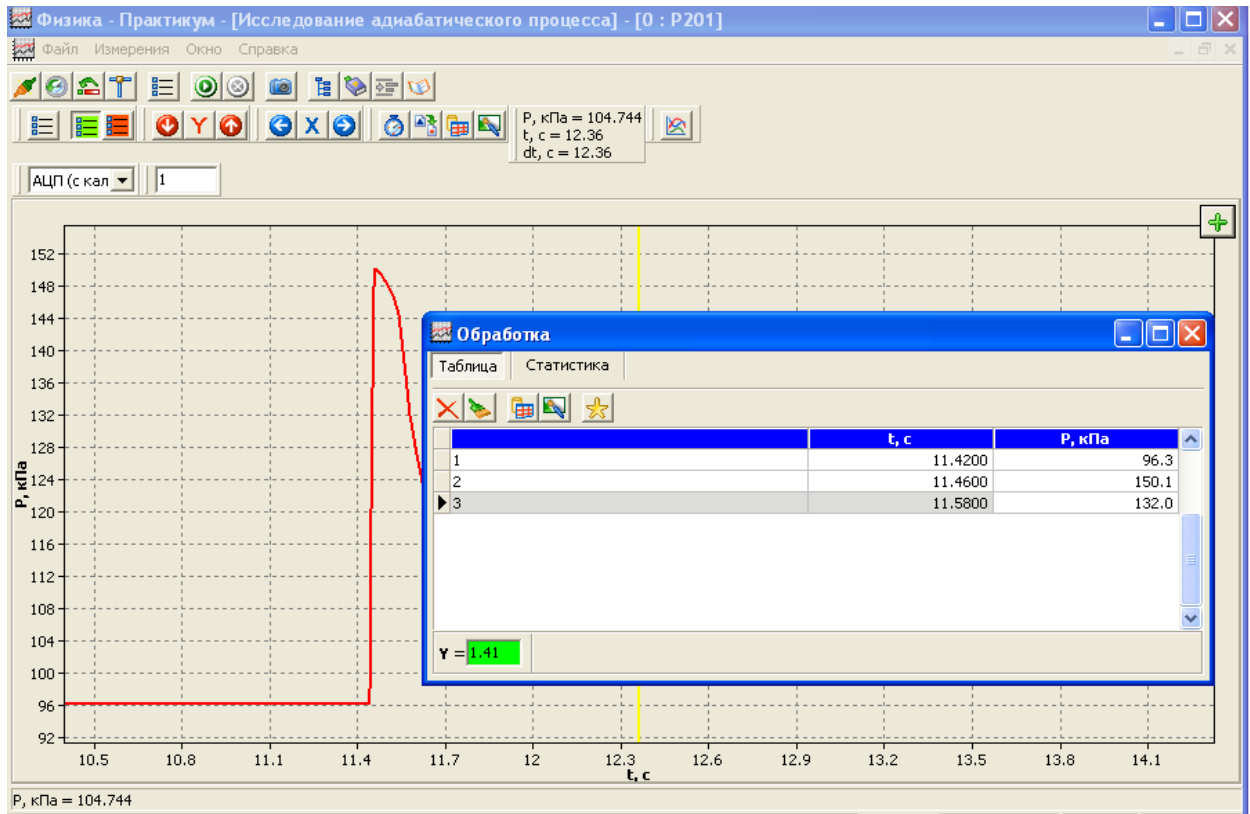 Физика - Практикум - [Исследование адиабатического процесса] - [0 : P201]
Файл Измерения Окно Справка
P, кПа = 104.744
t, c = 12.36
dt, c = 12.36
АЦП (с кал
1
152
148
144
140
136
132
128
124
120
116
112
108
104
100
96
92
P, кПа
10.5 10.8 11.1 11.4 11.7 12 12.3 12.6 12.9 13.2 13.5 13.8 14.1
t, c
Обработка
Таблица Статистика
t, c P, кПа
1 11.4200 96.3
2 11.4600 150.1
3 11.5800 132.0
Y = 1.41
P, кПа = 104.744